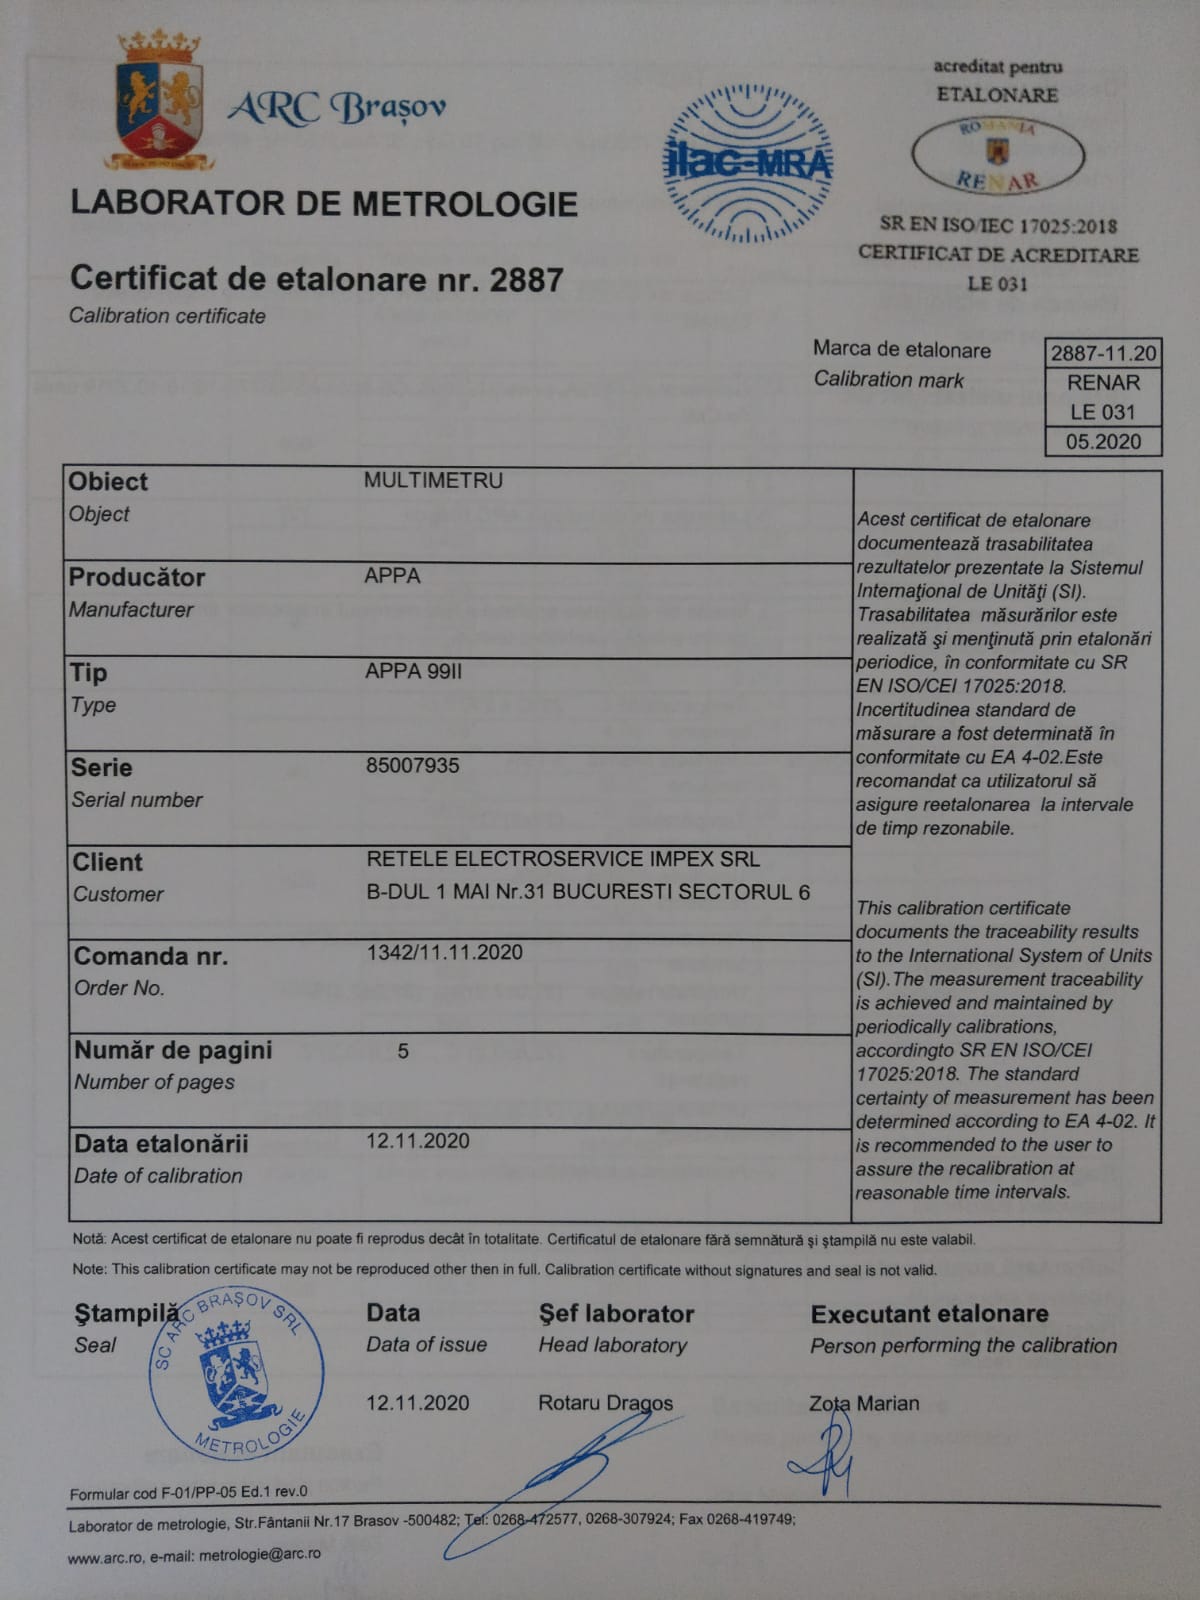 ARC Brașov
LABORATOR DE METROLOGIE
Certificat de etalonare nr. 2887
Calibration certificate
ilac-MRA
acreditat pentru
ETALONARE
ROMANIA
RENAR
SR EN ISO/IEC 17025:2018
CERTIFICAT DE ACREDITARE
LE 031
Marca de etalonare
Calibration mark
2887-11.20
RENAR
LE 031
05.2020
Obiect
Object
MULTIMETRU
Producător
Manufacturer
APPA
Tip
Type
APPA 99II
Serie
Serial number
85007935
Client
Customer
RETELE ELECTROSERVICE IMPEX SRL
B-DUL 1 MAI Nr.31 BUCURESTI SECTORUL 6
Comanda nr.
Order No.
1342/11.11.2020
Număr de pagini
Number of pages
5
Data etalonării
Date of calibration
12.11.2020
Acest certificat de etalonare
documentează trasabilitatea
rezultatelor prezentate la Sistemul
Internaţional de Unităţi (SI).
Trasabilitatea măsurărilor este
realizată şi menţinută prin etalonări
periodice, în conformitate cu SR
EN ISO/CEI 17025:2018.
Incertitudinea standard de
măsurare a fost determinată în
conformitate cu EA 4-02.Este
recomandat ca utilizatorul să
asigure reetalonarea la intervale
de timp rezonabile.
This calibration certificate
documents the traceability results
to the International System of Units
(SI).The measurement traceability
is achieved and maintained by
periodically calibrations,
accordingto SR EN ISO/CEI
17025:2018. The standard
certainty of measurement has been
determined according to EA 4-02. It
is recommended to the user to
assure the recalibration at
reasonable time intervals.
Notă: Acest certificat de etalonare nu poate fi reprodus decât în totalitate. Certificatul de etalonare fără semnătură şi ştampilă nu este valabil.
Note: This calibration certificate may not be reproduced other then in full. Calibration certificate without signatures and seal is not valid.
Ştampilă
Seal
SC ARC BRAŞOV SRL
METROLOGIE
Data
Data of issue
12.11.2020
Şef laborator
Head laboratory
Rotaru Dragos
Executant etalonare
Person performing the calibration
Zota Marian
Formular cod F-01/PP-05 Ed.1 rev.0
Laborator de metrologie, Str.Fântanii Nr.17 Brasov -500482; Tel: 0268-472577, 0268-307924; Fax 0268-419749;
www.arc.ro, e-mail: metrologie@arc.ro